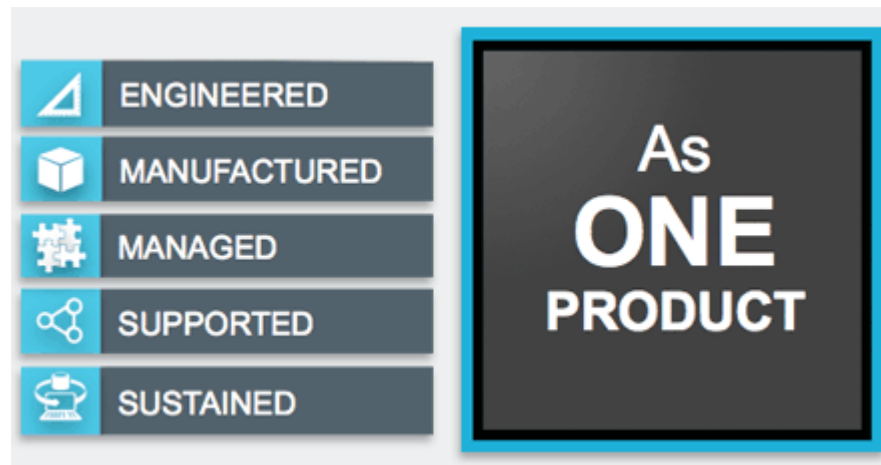 ENGINEERED
MANUFACTURED
MANAGED
SUPPORTED
SUSTAINED
As
ONE
PRODUCT